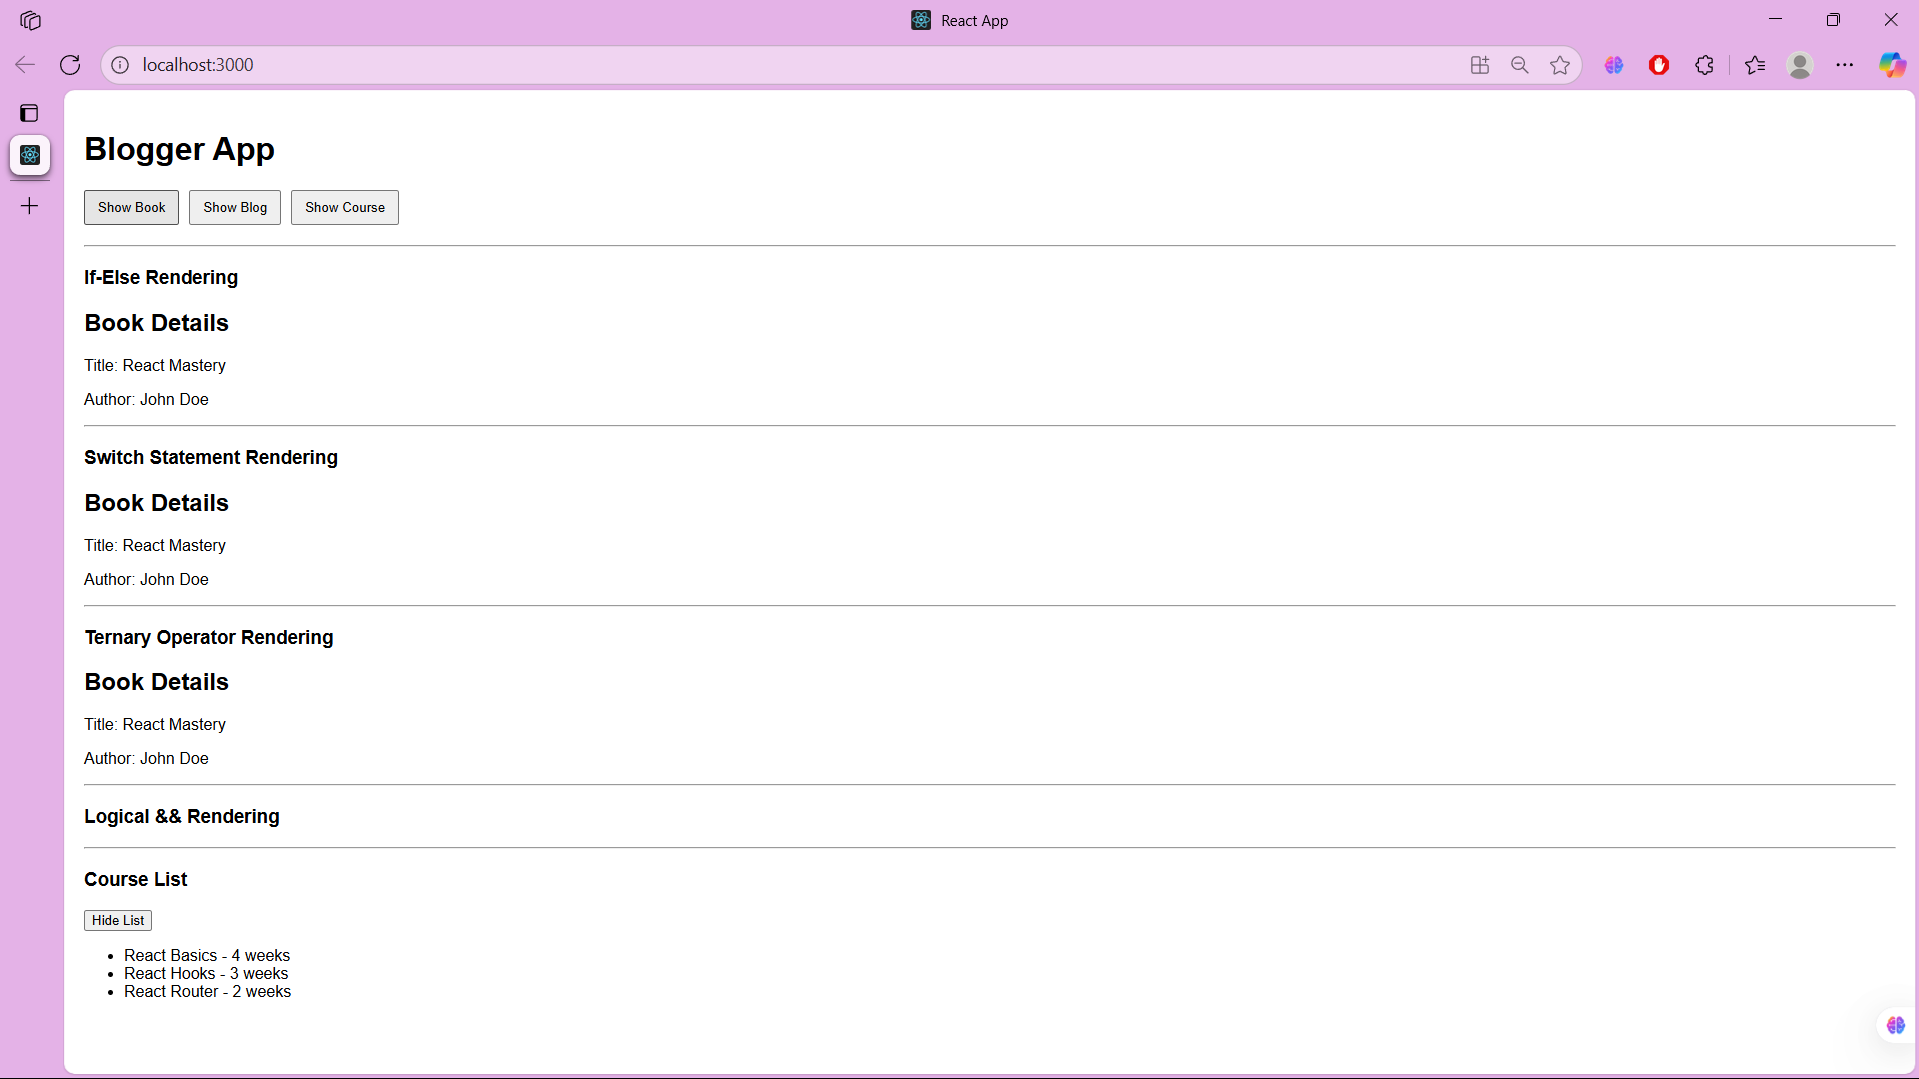 React App
localhost:3000
Blogger App
Show Book Show Blog Show Course
If-Else Rendering
Book Details
Title: React Mastery
Author: John Doe
Switch Statement Rendering
Book Details
Title: React Mastery
Author: John Doe
Ternary Operator Rendering
Book Details
Title: React Mastery
Author: John Doe
Logical && Rendering
Course List
Hide List
• React Basics - 4 weeks
• React Hooks - 3 weeks
• React Router - 2 weeks